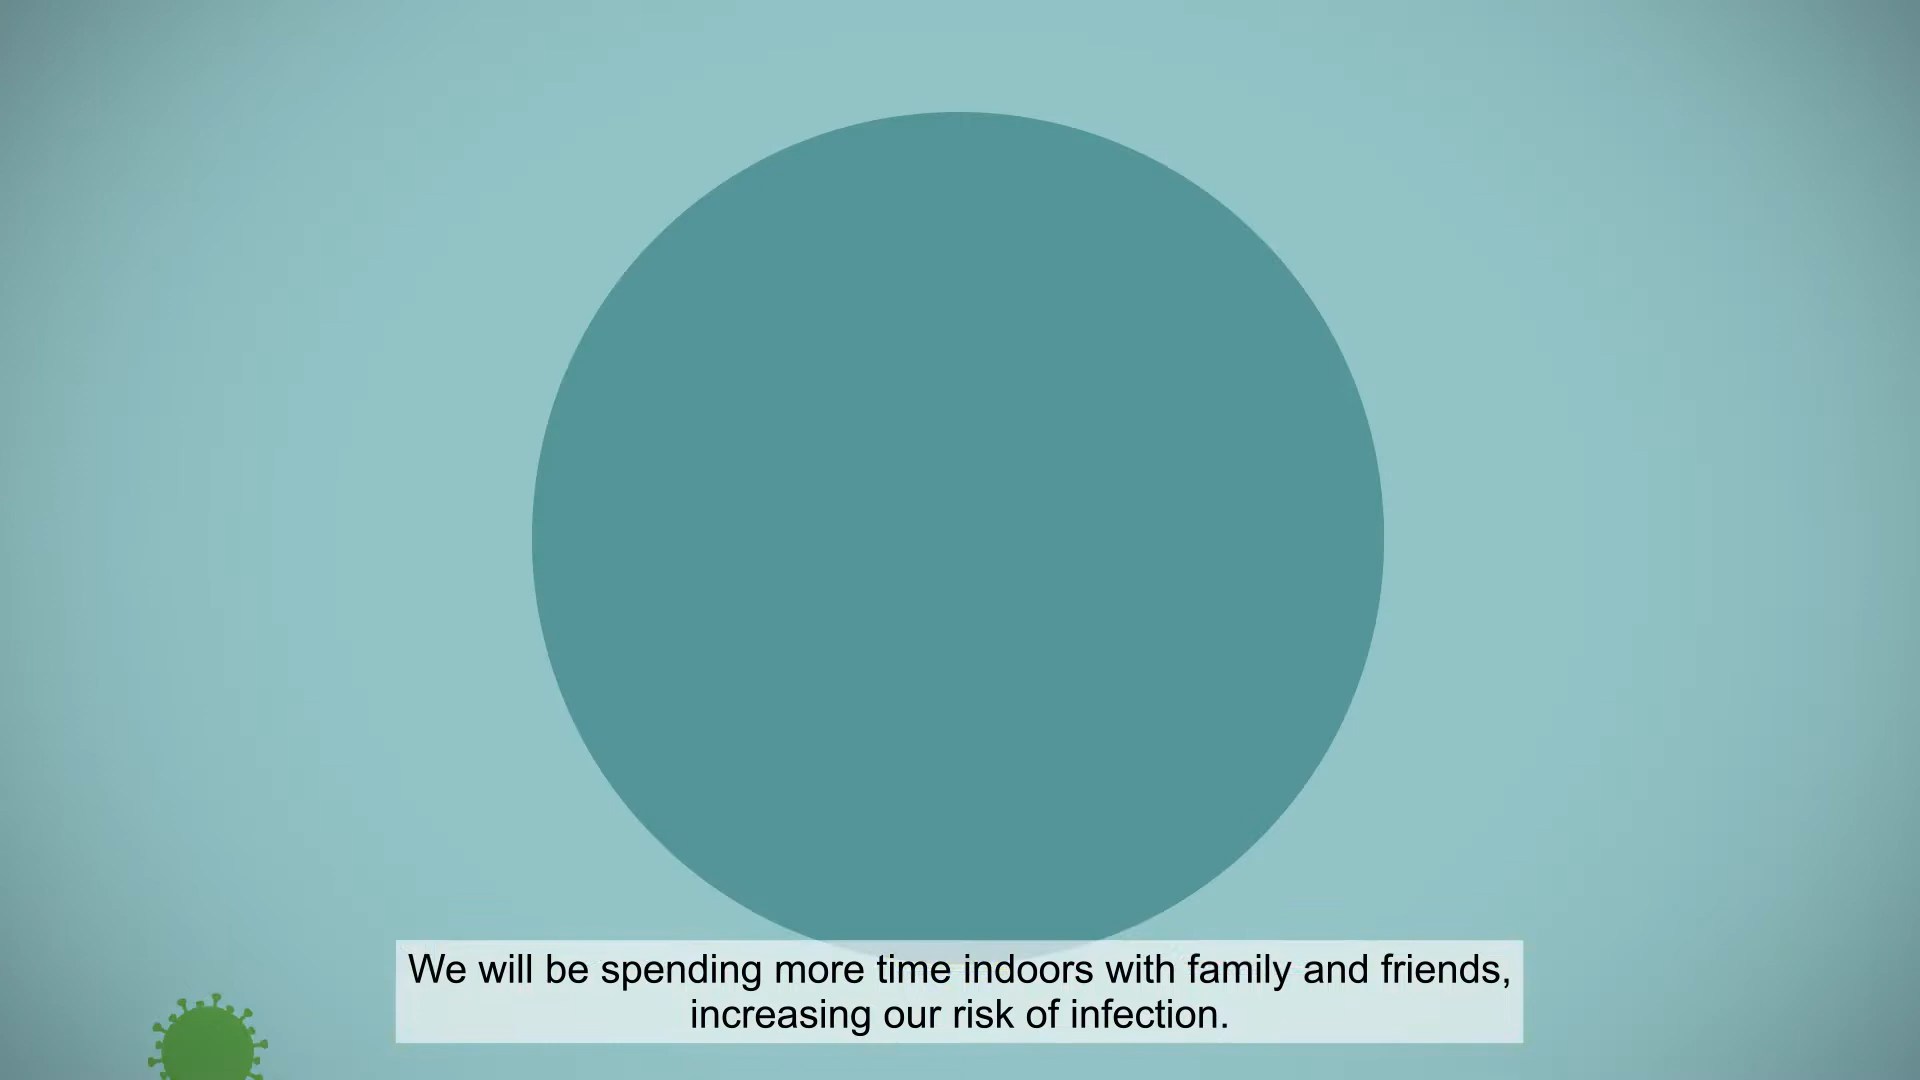 We will be spending more time indoors with family and friends,
increasing our risk of infection.